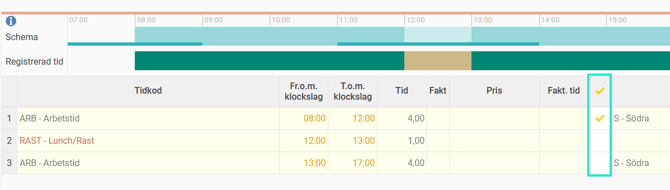 07:00 08:00 09:00 10:00 11:00 12:00 13:00 14:00 15:00
Schema
Registrerad tid
Tidkod Fr.o.m. klockslag T.o.m. klockslag Tid Fakt Pris Fakt. tid
1 ARB - Arbetstid 08:00 12:00 4,00 S - Södra
2 RAST - Lunch/Rast 12:00 13:00 1,00
3 ARB - Arbetstid 13:00 17:00 4,00 S - Södra